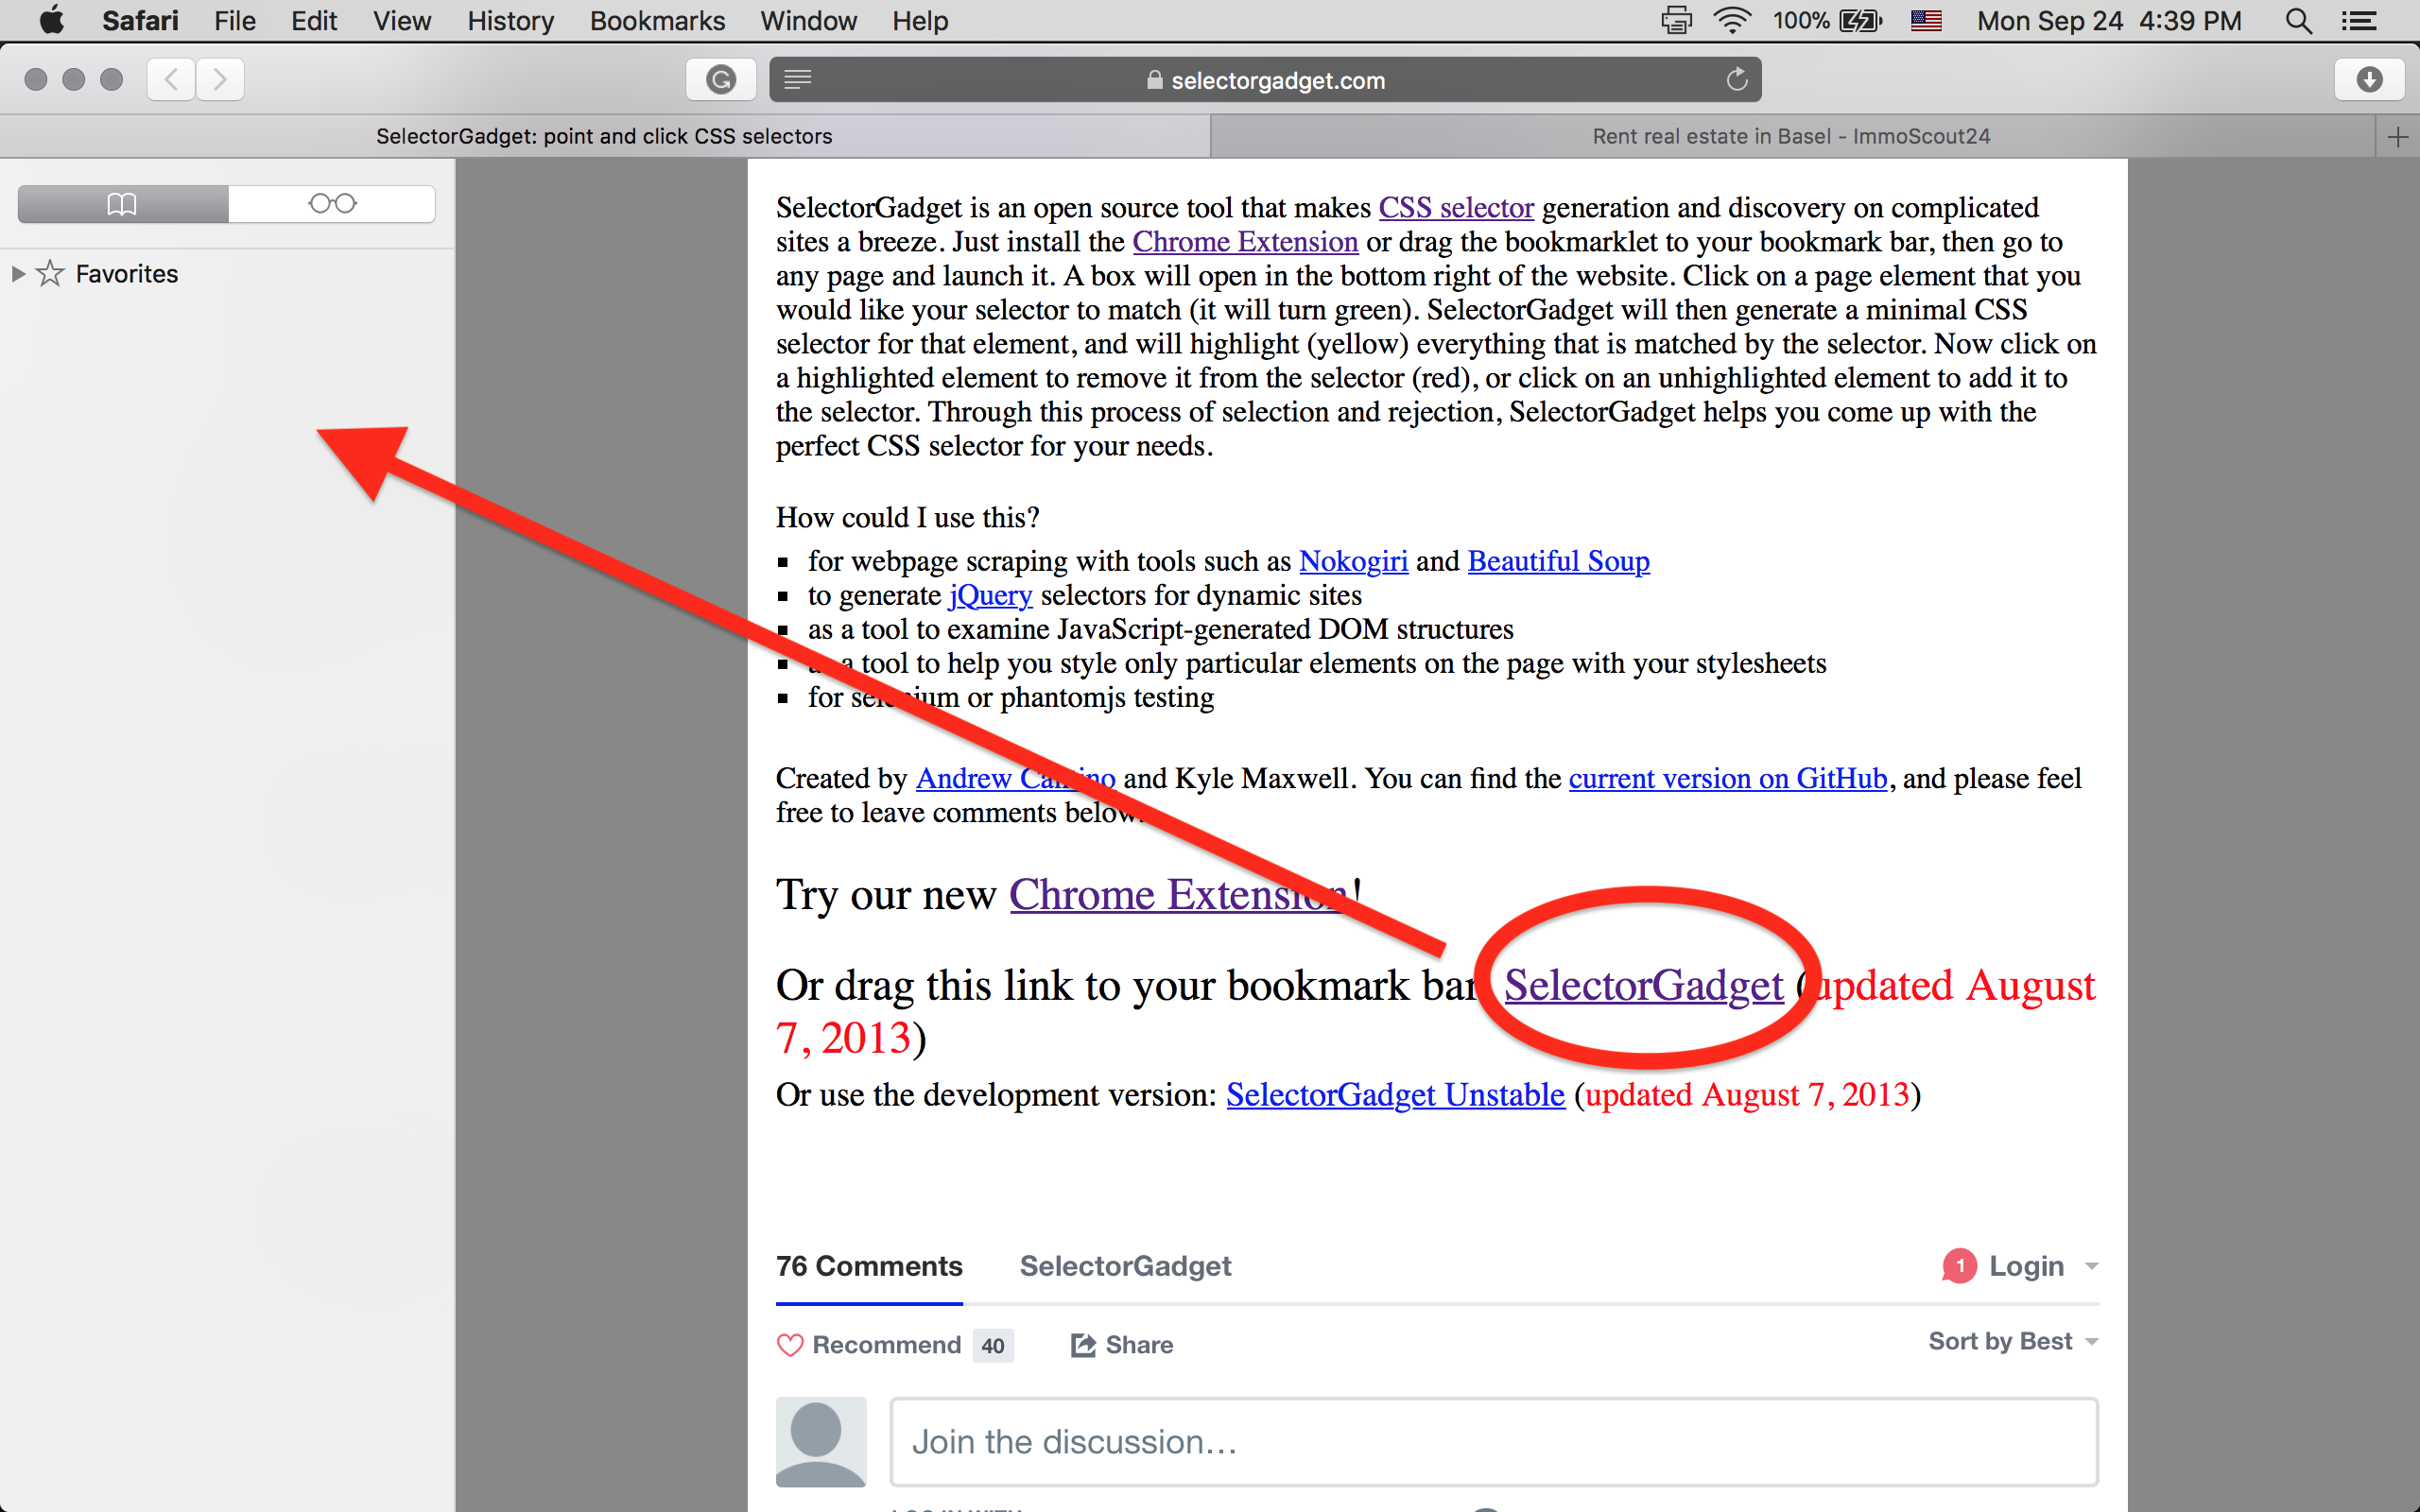 Safari File Edit View History Bookmarks Window Help 100% Mon Sep 24 4:39 PM
selectorgadget.com
SelectorGadget: point and click CSS selectors Rent real estate in Basel - ImmoScout24
Favorites
SelectorGadget is an open source tool that makes CSS selector generation and discovery on complicated
sites a breeze. Just install the Chrome Extension or drag the bookmarklet to your bookmark bar, then go to
any page and launch it. A box will open in the bottom right of the website. Click on a page element that you
would like your selector to match (it will turn green). SelectorGadget will then generate a minimal CSS
selector for that element, and will highlight (yellow) everything that is matched by the selector. Now click on
a highlighted element to remove it from the selector (red), or click on an unhighlighted element to add it to
the selector. Through this process of selection and rejection, SelectorGadget helps you come up with the
perfect CSS selector for your needs.
How could I use this?
▪ for webpage scraping with tools such as Nokogiri and Beautiful Soup
▪ to generate jQuery selectors for dynamic sites
▪ as a tool to examine JavaScript-generated DOM structures
▪ as a tool to help you style only particular elements on the page with your stylesheets
▪ for selenium or phantomjs testing
Created by Andrew Cantino and Kyle Maxwell. You can find the current version on GitHub, and please feel
free to leave comments below.
Try our new Chrome Extension!
Or drag this link to your bookmark bar SelectorGadget (updated August
7, 2013)
Or use the development version: SelectorGadget Unstable (updated August 7, 2013)
76 Comments SelectorGadget 1 Login
Recommend 40 Share Sort by Best
Join the discussion…